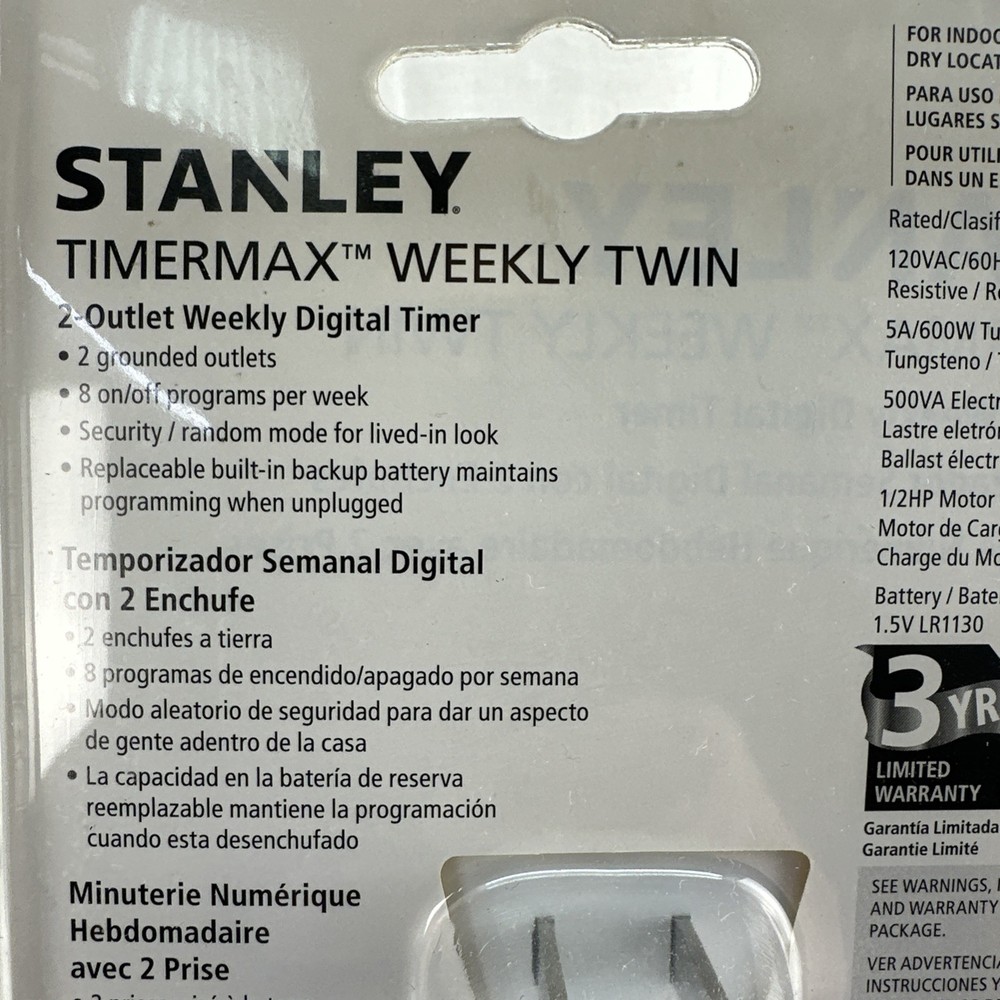 STANLEY®
TIMERMAX™ WEEKLY TWIN
2-Outlet Weekly Digital Timer
• 2 grounded outlets
• 8 on/off programs per week
• Security / random mode for lived-in look
• Replaceable built-in backup battery maintains
programming when unplugged
Temporizador Semanal Digital
con 2 Enchufe
• 2 enchufes a tierra
• 8 programas de encendido/apagado por semana
• Modo aleatorio de seguridad para dar un aspecto
de gente adentro de la casa
• La capacidad en la batería de reserva
reemplazable mantiene la programación
cuando esta desenchufado
Minuterie Numérique
Hebdomadaire
avec 2 Prise
FOR INDOO
DRY LOCAT
PARA USO
LUGARES S
POUR UTILI
DANS UN E
Rated/Clasif
120VAC/60H
Resistive / R
5A/600W Tu
Tungsteno /
500VA Electr
Lastre eletró
Ballast électr
1/2HP Motor
Motor de Car
Charge du Mo
Battery / Bate
1.5V LR1130
3 YR
LIMITED
WARRANTY
Garantía Limitada
Garantie Limité
SEE WARNINGS,
AND WARRANTY
PACKAGE.
VER ADVERTENCIA
INSTRUCCIONES Y